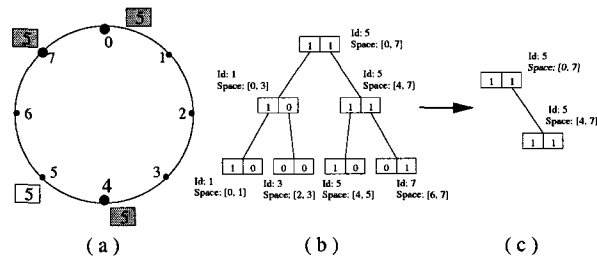 5
5
0
7
1
6
2
5
3
4
5
5
( a )
Id: 5
Space: [0, 7]
1 1
Id: 1
Space: [0, 3]
1 0
Id: 5
Space: [4, 7]
1 1
1 0
0 0
1 0
0 1
Id: 1
Space: [0, 1]
Id: 3
Space: [2, 3]
Id: 5
Space: [4, 5]
Id: 7
Space: [6, 7]
( b )
Id: 5
Space: [0, 7]
1 1
Id: 5
Space: [4, 7]
1 1
( c )